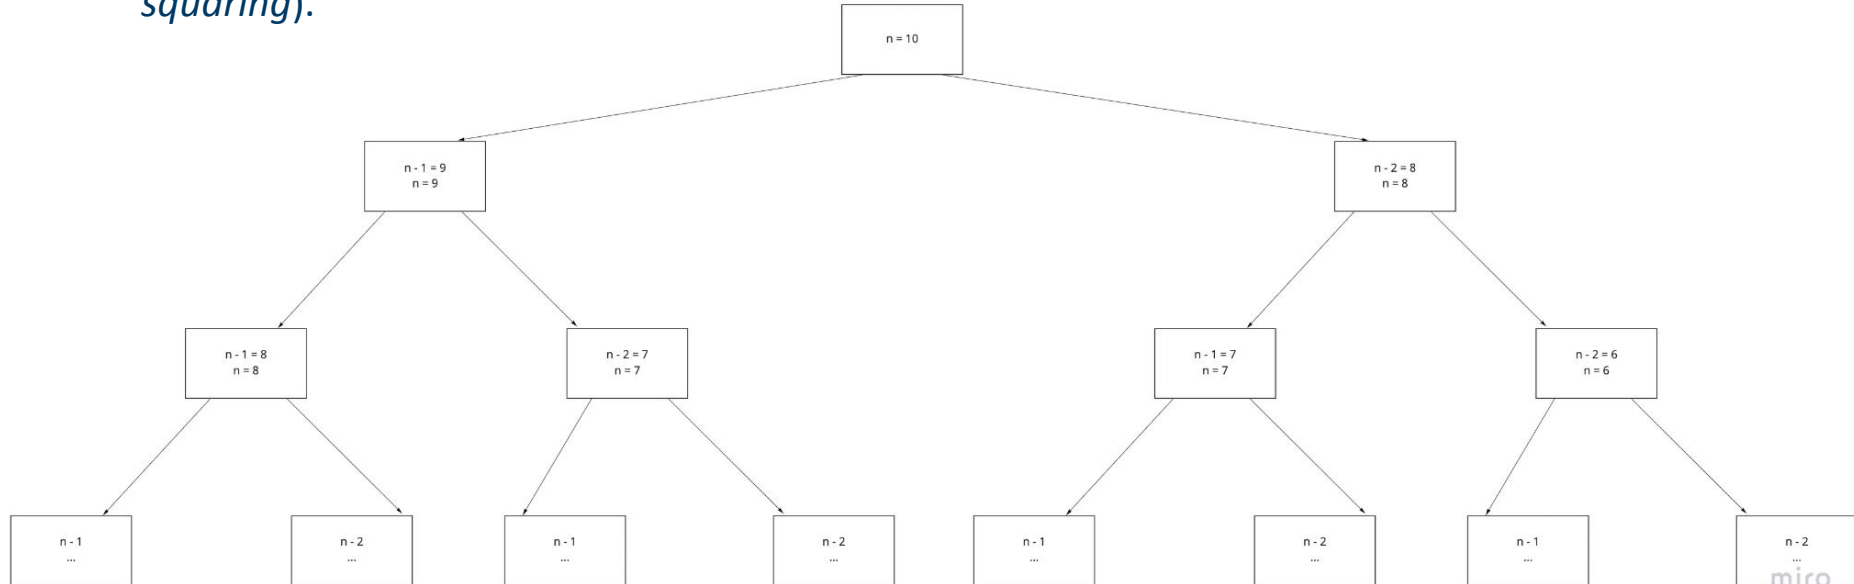 squaring).
n = 10
n - 1 = 9
n = 9
n - 2 = 8
n = 8
n - 1 = 8
n = 8
n - 2 = 7
n = 7
n - 1 = 7
n = 7
n - 2 = 6
n = 6
n - 1
...
n - 2
...
n - 1
...
n - 2
...
n - 1
...
n - 2
...
n - 1
...
n - 2
...
miro